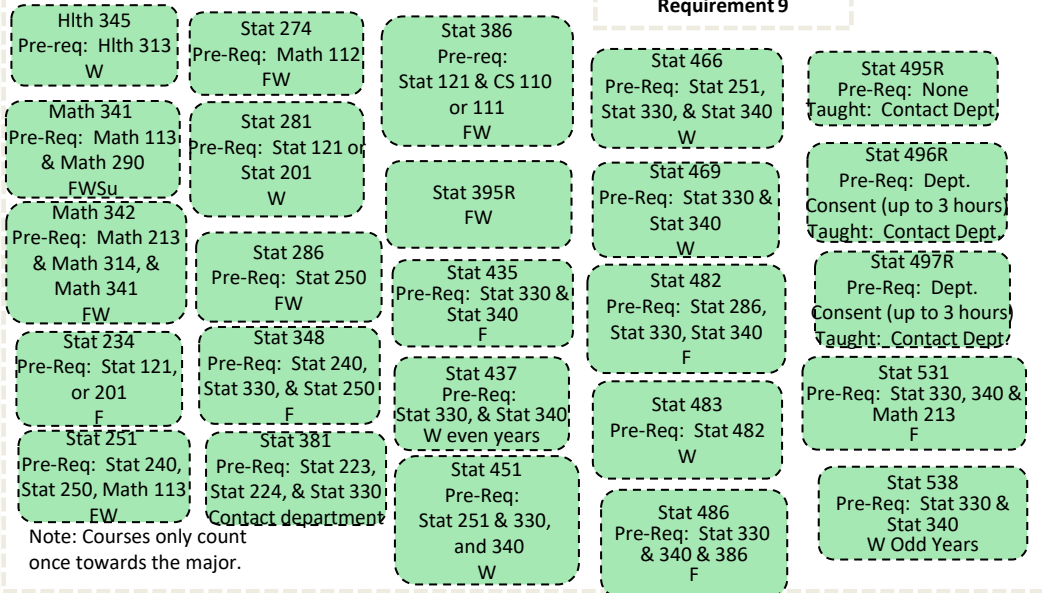 Requirement 9
Hlth 345
Pre-req: Hlth 313
W
Math 341
Pre-Req: Math 113
& Math 290
FWSu
Math 342
Pre-Req: Math 213
& Math 314, &
Math 341
FW
Stat 234
Pre-Req: Stat 121,
or 201
F
Stat 251
Pre-Req: Stat 240,
Stat 250, Math 113
FW
Note: Courses only count
once towards the major.
Stat 274
Pre-Req: Math 112
FW
Stat 281
Pre-Req: Stat 121 or
Stat 201
W
Stat 286
Pre-Req: Stat 250
FW
Stat 348
Pre-Req: Stat 240,
Stat 330, & Stat 250
F
Stat 381
Pre-Req: Stat 223,
Stat 224, & Stat 330
Contact department
Stat 386
Pre-req:
Stat 121 & CS 110
or 111
FW
Stat 395R
FW
Stat 435
Pre-Req: Stat 330 &
Stat 340
F
Stat 437
Pre-Req:
Stat 330, & Stat 340
W even years
Stat 451
Pre-Req:
Stat 251 & 330,
and 340
W
Stat 466
Pre-Req: Stat 251,
Stat 330, & Stat 340
W
Stat 469
Pre-Req: Stat 330 &
Stat 340
W
Stat 482
Pre-Req: Stat 286,
Stat 330, Stat 340
F
Stat 483
Pre-Req: Stat 482
W
Stat 486
Pre-Req: Stat 330
& 340 & 386
F
Stat 495R
Pre-Req: None
Taught: Contact Dept.
Stat 496R
Pre-Req: Dept.
Consent (up to 3 hours)
Taught: Contact Dept.
Stat 497R
Pre-Req: Dept.
Consent (up to 3 hours)
Taught: Contact Dept.
Stat 531
Pre-Req: Stat 330, 340 &
Math 213
F
Stat 538
Pre-Req: Stat 330 &
Stat 340
W Odd Years